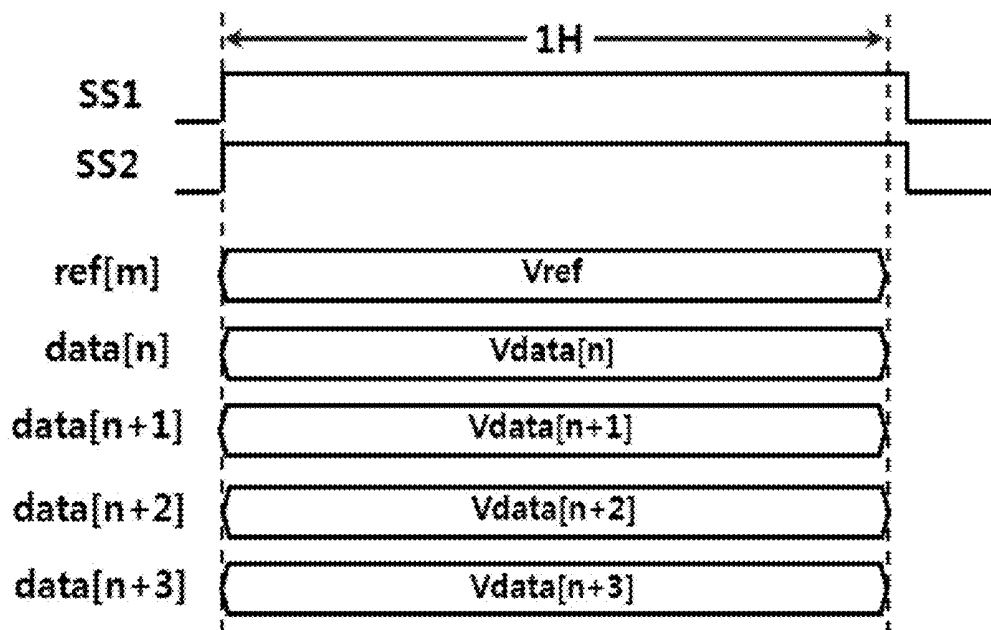 1H
SS1
SS2
ref[m] Vref
data[n] Vdata[n]
data[n+1] Vdata[n+1]
data[n+2] Vdata[n+2]
data[n+3] Vdata[n+3]